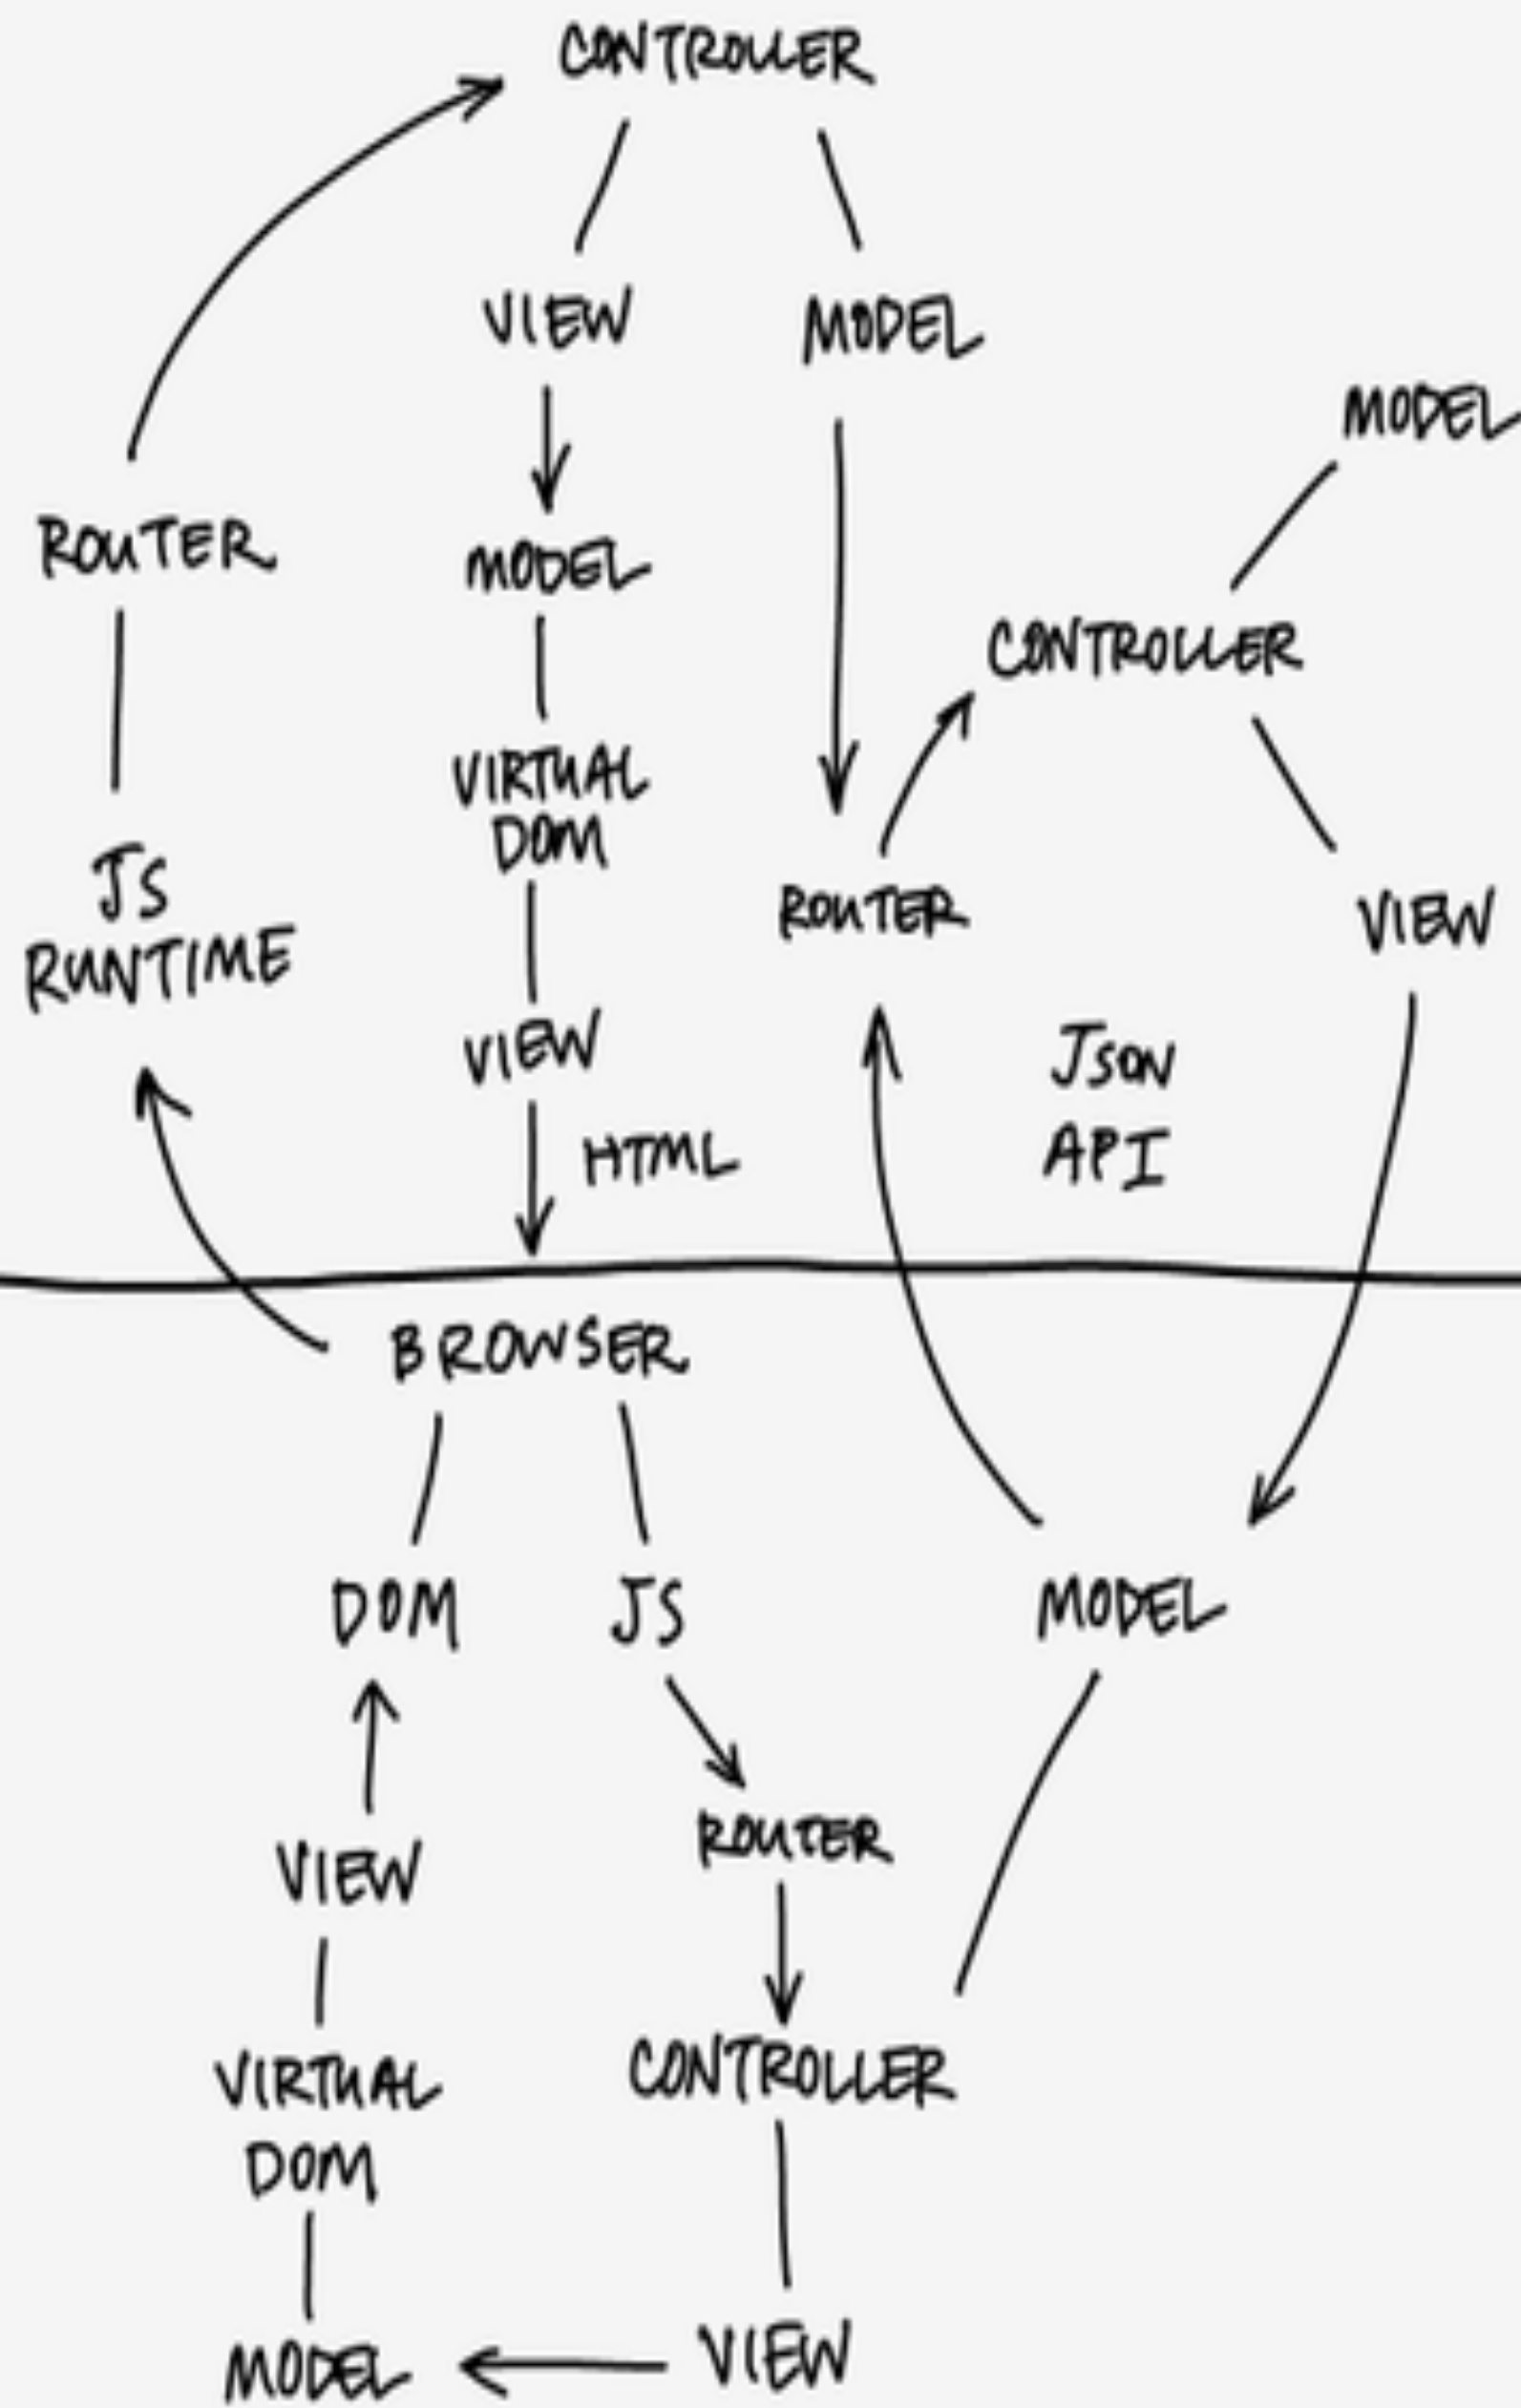 CONTROLLER
VIEW
MODEL
MODEL
ROUTER
MODEL
CONTROLLER
VIRTUAL
DOM
JS
RUNTIME
ROUTER
VIEW
VIEW
JSON
API
HTML
BROWSER
DOM
JS
MODEL
VIEW
ROUTER
VIRTUAL
DOM
CONTROLLER
MODEL
VIEW